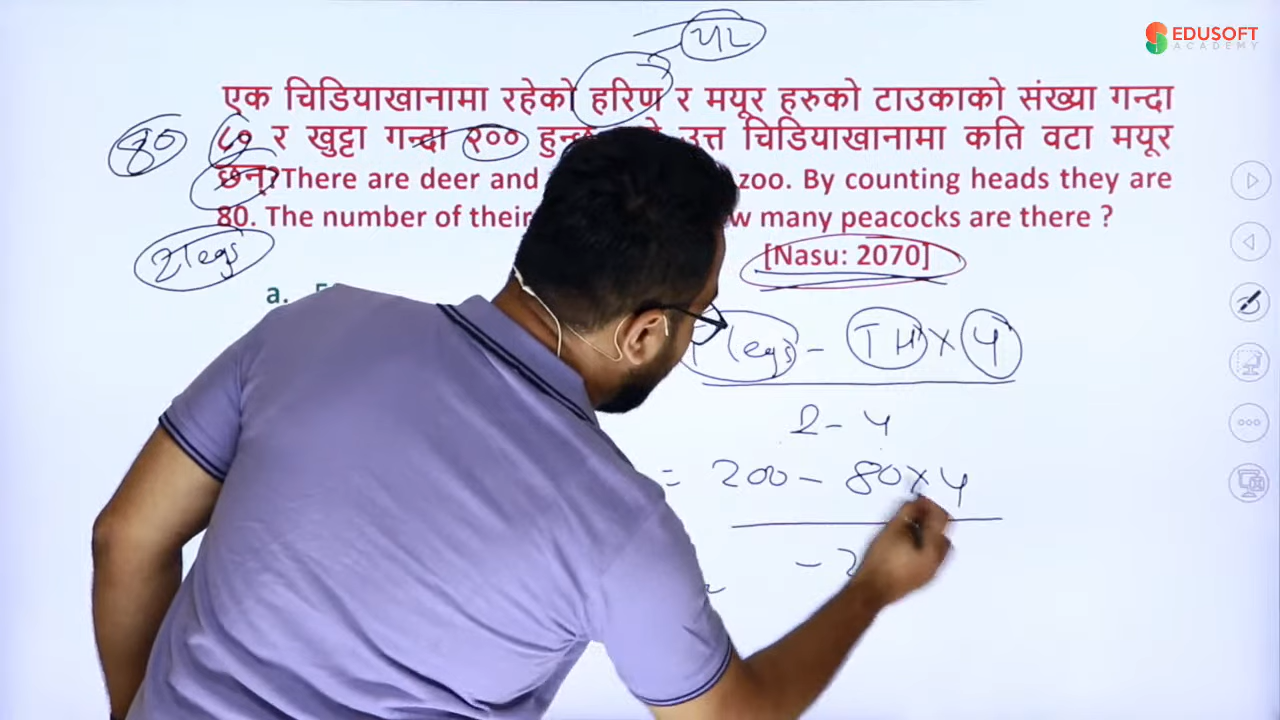 EDUSOFT
ACADEMY
एक चिडियाखानामा रहेको हरिण र मयूर हरुको टाउकाको संख्या गन्दा
८० र खुट्टा गन्दा २०० उत्त चिडियाखानामा कति वटा मयूर
छन्? There are deer and zoo. By counting heads they are
80. The number of their many peacocks are there ?
[Nasu: 2070]
80
2 legs
a.
legs - TH × 4
2 - 4
= 200 - 80 × 4
- 2